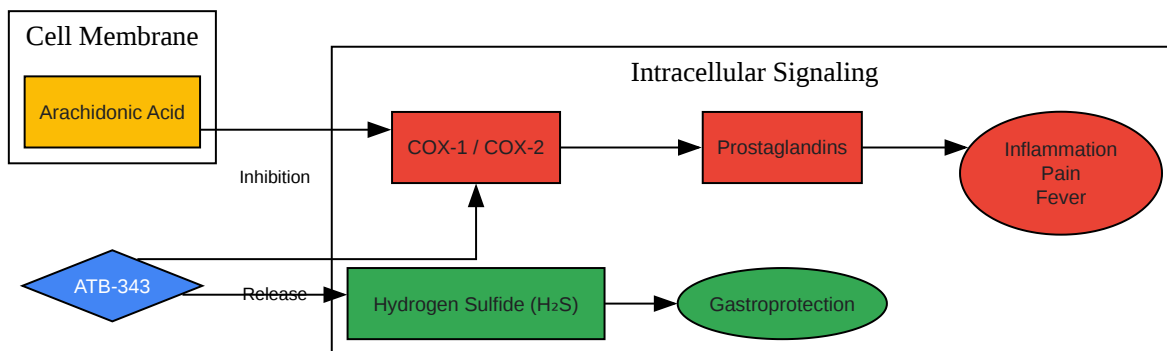 Cell Membrane
Arachidonic Acid
Intracellular Signaling
COX-1 / COX-2
Prostaglandins
Inflammation
Pain
Fever
Inhibition
ATB-343
Release
Hydrogen Sulfide (H₂S)
Gastroprotection